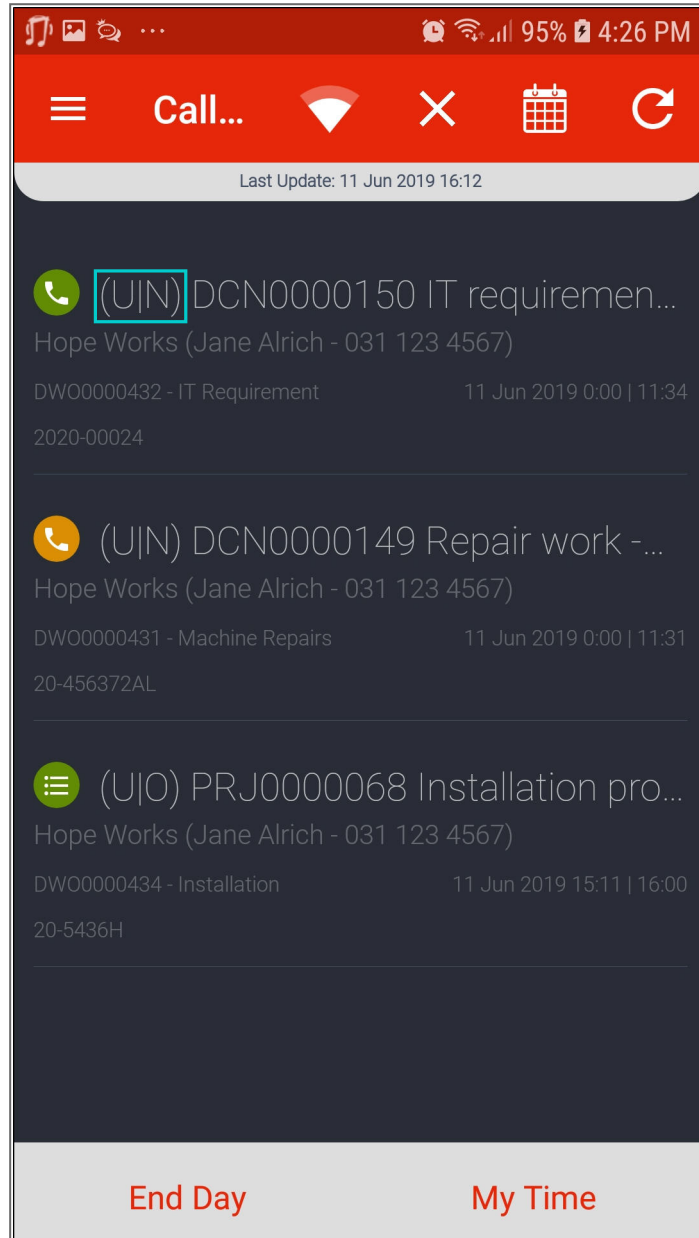 95% 4:26 PM
Call...
Last Update: 11 Jun 2019 16:12
(U|N) DCN0000150 IT requiremen...
Hope Works (Jane Alrich - 031 123 4567)
DWO0000432 - IT Requirement 11 Jun 2019 0:00 | 11:34
2020-00024
(U|N) DCN0000149 Repair work -...
Hope Works (Jane Alrich - 031 123 4567)
DWO0000431 - Machine Repairs 11 Jun 2019 0:00 | 11:31
20-456372AL
(U|O) PRJ0000068 Installation pro...
Hope Works (Jane Alrich - 031 123 4567)
DWO0000434 - Installation 11 Jun 2019 15:11 | 16:00
20-5436H
End Day My Time